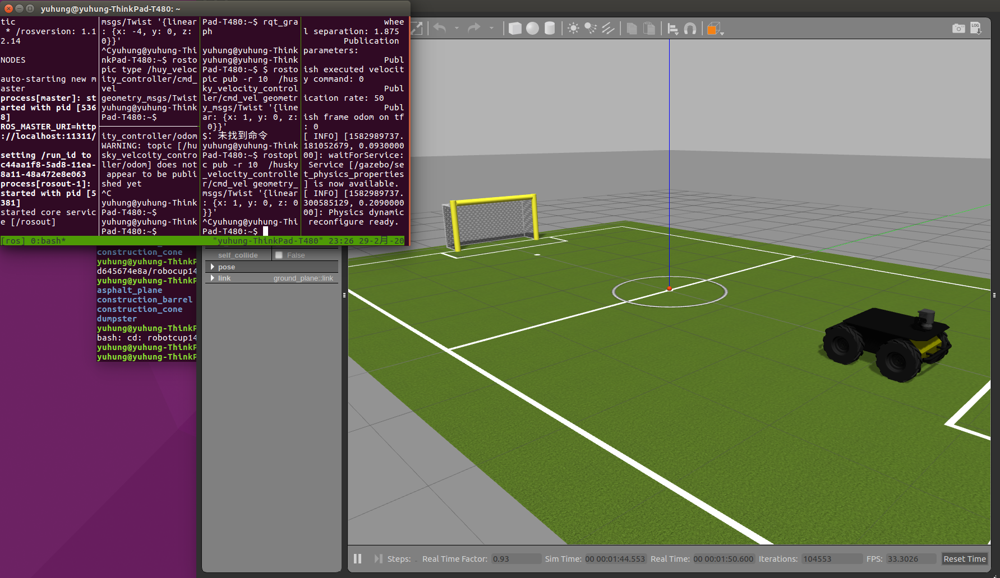 yuhung@yuhung-ThinkPad-T480: ~
tic
* /rosversion: 1.1
2.14
NODES
auto-starting new m
aster
process[master]: st
arted with pid [536
8]
ROS_MASTER_URI=http
://localhost:11311/
setting /run_id to
c44aa1f8-5ad8-11ea-
8a11-48a472e8e063
process[rosout-1]:
started with pid [5
381]
started core servic
e [/rosout]
msgs/Twist '{linear
: {x: -4, y: 0, z:
0}}'
^Cyuhung@yuhung-Thi
nkPad-T480:~$ rosto
pic type /huy_veloc
ity_controller/cmd_
vel
geometry_msgs/Twist
yuhung@yuhung-Think
Pad-T480:~$
ity_controller/odom
WARNING: topic [/hu
sky_velcoity_contro
ller/odom] does not
appear to be publi
shed yet
^C
yuhung@yuhung-Think
Pad-T480:~$
yuhung@yuhung-Think
Pad-T480:~$
Pad-T480:~$ rqt_gra
ph
yuhung@yuhung-Think
yuhung@yuhung-Think
Pad-T480:~$ $ rosto
pic pub -r 10  /hus
ky_velocity_control
ler/cmd_vel geometr
y_msgs/Twist '{line
ar: {x: 1, y: 0, z:
0}}'
$：未找到命令
yuhung@yuhung-Think
Pad-T480:~$ rostopi
c pub -r 10  /husky
_velocity_controlle
r/cmd_vel geometry_
msgs/Twist '{linear
: {x: 1, y: 0, z: 0
}}'
^Cyuhung@yuhung-Thi
Pad-T480:~$
whee
l separation: 1.875
Publication
parameters:
Publ
ish executed velocit
y command: 0
Publ
ication rate: 50
Publ
ish frame odom on tf
: 0
[ INFO] [1582989737.
181052679, 0.0930000
00]: waitForService:
Service [/gazebo/se
t_physics_properties
] is now available.
[ INFO] [1582989737.
300585129, 0.2090000
00]: Physics dynamic
reconfigure ready.
[ros] 0:bash*
"yuhung-ThinkPad-T480" 23:26 29-2月-20
construction_cone
yuhung@yuhung-ThinkP
d645674e8a/robocup14
yuhung@yuhung-ThinkP
asphalt_plane
construction_barrel
construction_cone
dumpster
yuhung@yuhung-ThinkP
bash: cd: robotcup14
yuhung@yuhung-ThinkP
yuhung@yuhung-ThinkP
self_collide False
pose
link ground_plane::link
LOG
Steps: Real Time Factor: 0.93 Sim Time: 00 00:01:44.553 Real Time: 00 00:01:50.600 Iterations: 104553 FPS: 33.3026 Reset Time